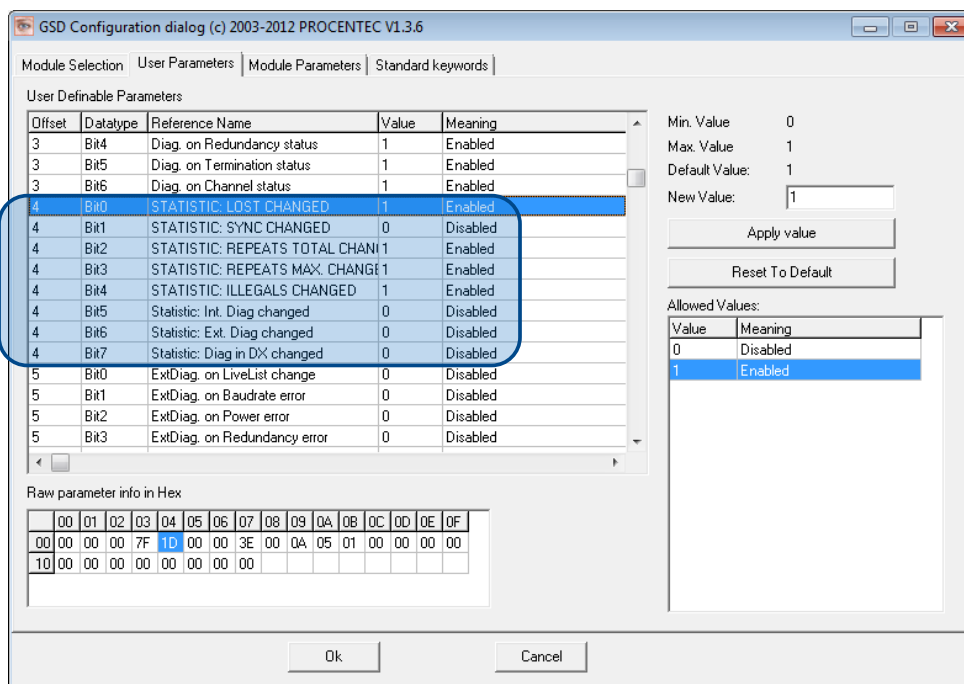 GSD Configuration dialog (c) 2003-2012 PROCENTEC V1.3.6
Module Selection User Parameters Module Parameters Standard keywords
User Definable Parameters
Offset Datatype Reference Name Value Meaning
3 Bit4 Diag. on Redundancy status 1 Enabled
3 Bit5 Diag. on Termination status 1 Enabled
3 Bit6 Diag. on Channel status 1 Enabled
4 Bit0 STATISTIC: LOST CHANGED 1 Enabled
4 Bit1 STATISTIC: SYNC CHANGED 0 Disabled
4 Bit2 STATISTIC: REPEATS TOTAL CHAN 1 Enabled
4 Bit3 STATISTIC: REPEATS MAX. CHANGE 1 Enabled
4 Bit4 STATISTIC: ILLEGALS CHANGED 1 Enabled
4 Bit5 Statistic: Int. Diag changed 0 Disabled
4 Bit6 Statistic: Ext. Diag changed 0 Disabled
4 Bit7 Statistic: Diag in DX changed 0 Disabled
5 Bit0 ExtDiag. on LiveList change 0 Disabled
5 Bit1 ExtDiag. on Baudrate error 0 Disabled
5 Bit2 ExtDiag. on Power error 0 Disabled
5 Bit3 ExtDiag. on Redundancy error 0 Disabled
Min. Value 0
Max. Value 1
Default Value: 1
New Value: 1
Apply value
Reset To Default
Allowed Values:
Value Meaning
0 Disabled
1 Enabled
Raw parameter info in Hex
00 01 02 03 04 05 06 07 08 09 0A 0B 0C 0D 0E 0F
00 00 00 00 7F 1D 00 00 3E 00 0A 05 01 00 00 00 00
10 00 00 00 00 00 00 00 00
Ok Cancel